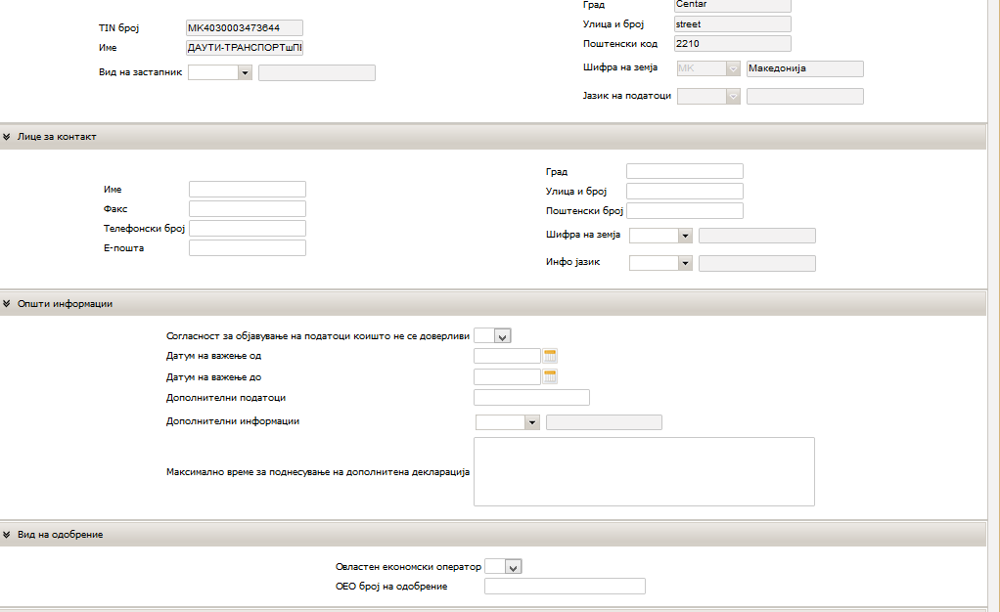 Град Centar
TIN број МК4030003473644
Улица и број street
Име ДАУТИ-ТРАНСПОРТшПІ
Поштенски код 2210
Вид на застапник
Шифра на земја МК Македонија
Јазик на податоци
Лице за контакт
Град
Име
Улица и број
Факс
Поштенски број
Телефонски број
Шифра на земја
Е-пошта
Инфо јазик
Општи информации
Согласност за објавување на податоци коишто не се доверливи
Датум на важење од
Датум на важење до
Дополнителни податоци
Дополнителни информации
Максимално време за поднесување на дополнитена декларација
Вид на одобрение
Овластен економски оператор
ОЕО број на одобрение